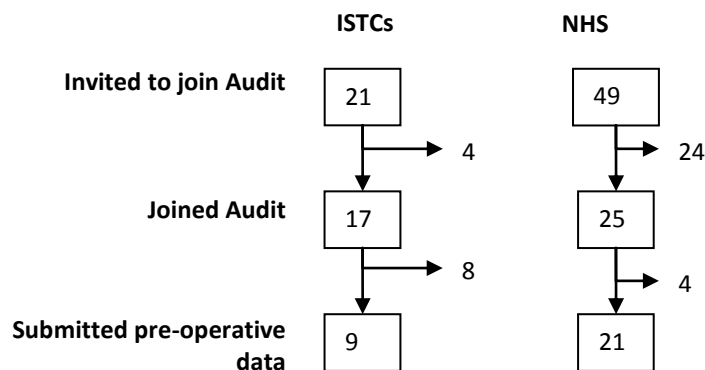 ISTCs NHS
Invited to join Audit 21 49
4 24
Joined Audit 17 25
8 4
Submitted pre-operative 9 21
data